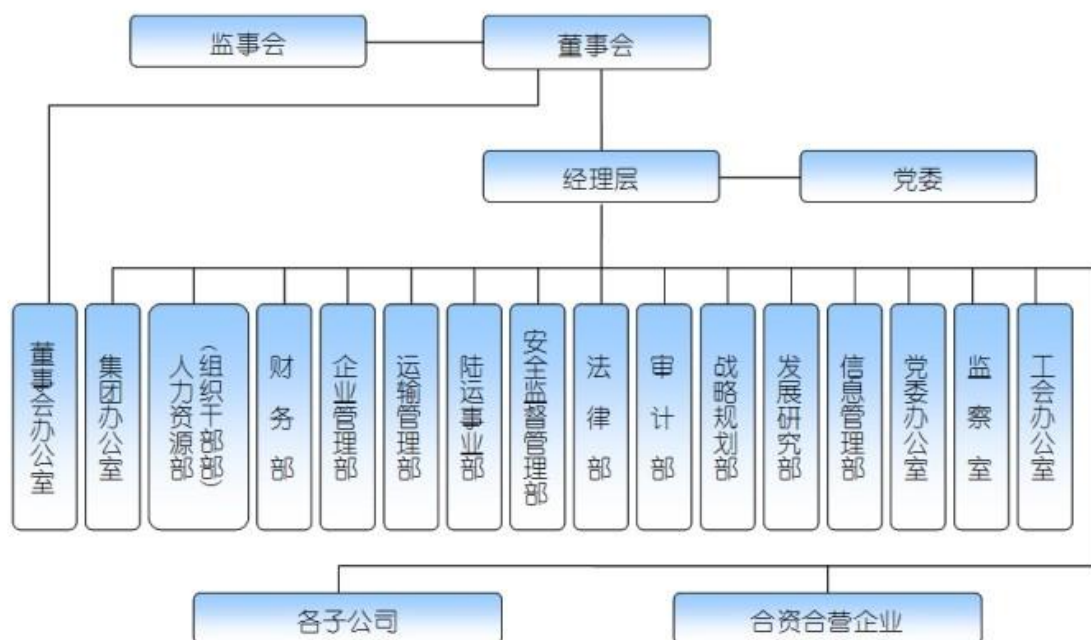 监事会
董事会
经理层
党委
董事会办公室
集团办公室
人力资源部
(组织干部部)
财务部
企业管理部
运输管理部
陆运事业部
安全监督管理部
法律部
审计部
战略规划部
发展研究部
信息管理部
党委办公室
监察室
工会办公室
各子公司
合资合营企业